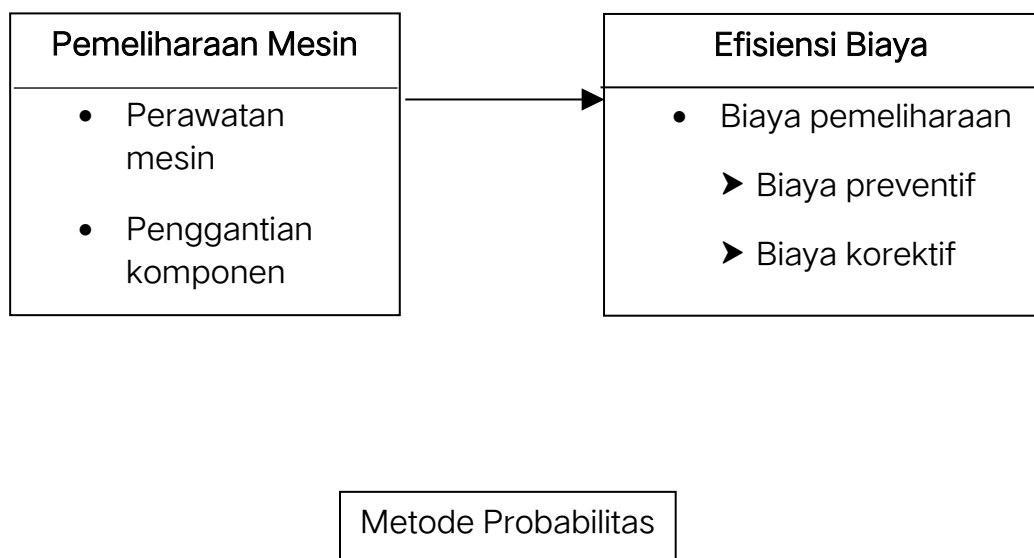 Pemeliharaan Mesin
• Perawatan
mesin
• Penggantian
komponen
Efisiensi Biaya
• Biaya pemeliharaan
➤ Biaya preventif
➤ Biaya korektif
Metode Probabilitas